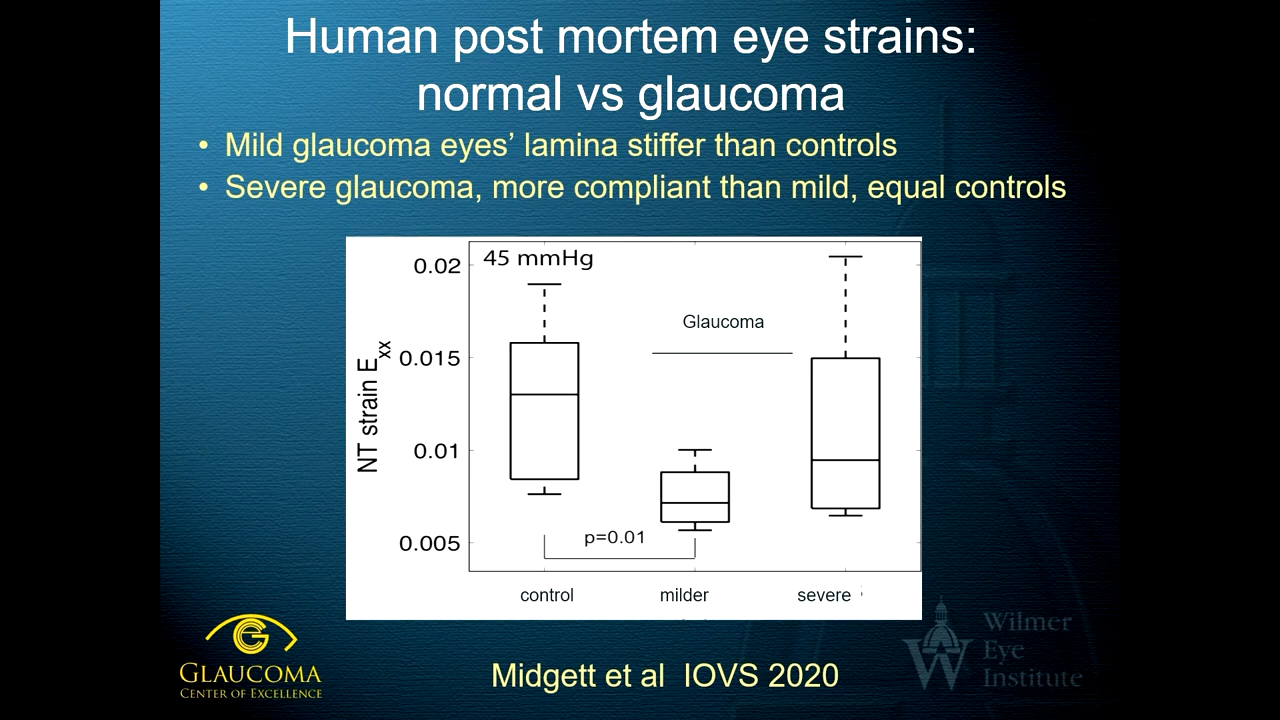 Human post mortem eye strains:
normal vs glaucoma
• Mild glaucoma eyes’ lamina stiffer than controls
• Severe glaucoma, more compliant than mild, equal controls
45 mmHg
Glaucoma
NT strain Exx
0.02
0.015
0.01
0.005
p=0.01
control milder severe
GLAUCOMA
CENTER OF EXCELLENCE
Midgett et al IOVS 2020
W
Wilmer
Eye
Institute